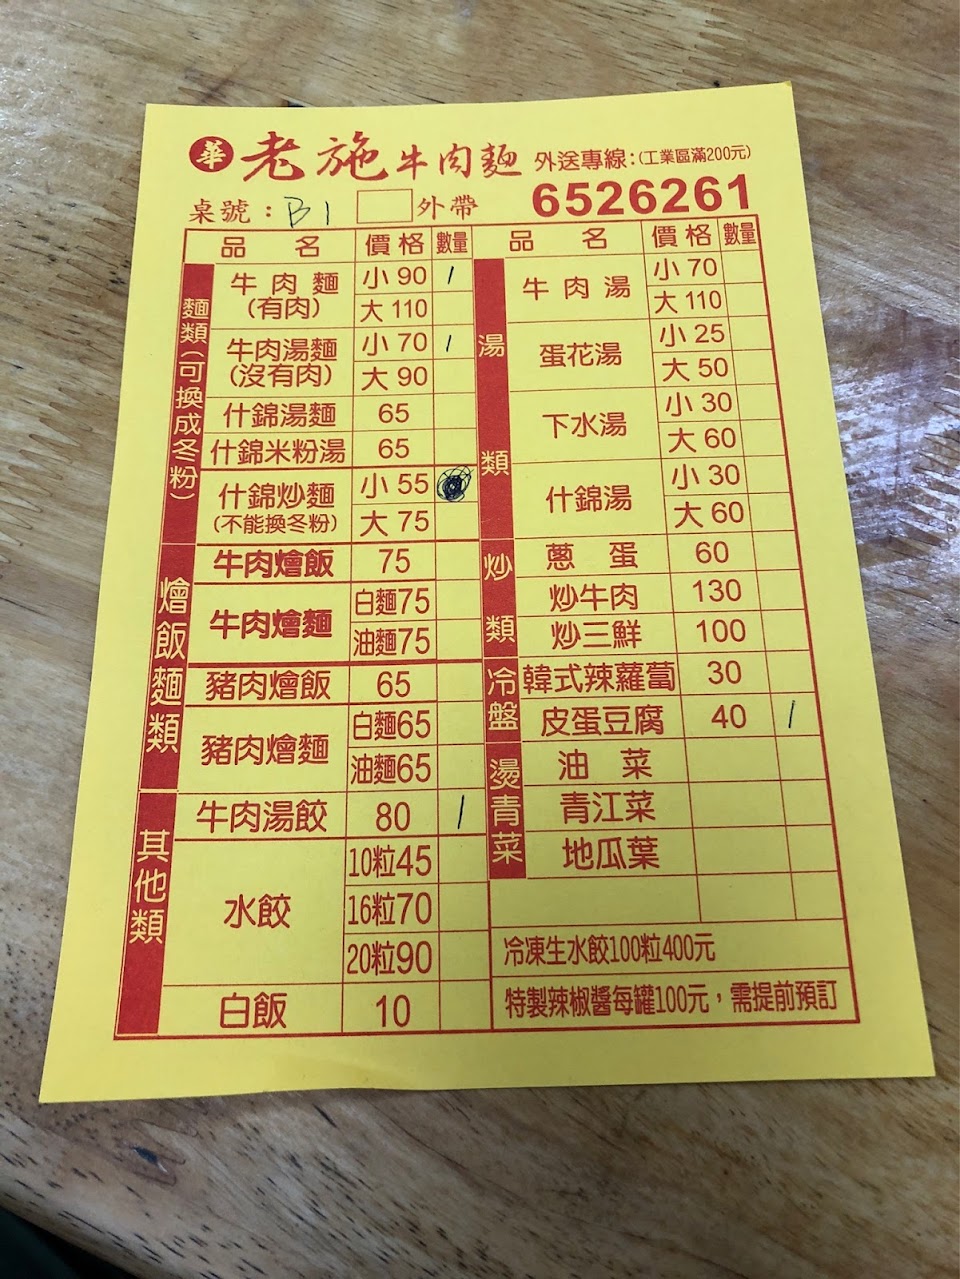 華 老施牛肉麵 外送專線:(工業區滿200元)
6526261
桌號:B1 外帶
品名 價格 數量 品名 價格 數量
麵類(可換成冬粉)
牛肉麵 小90 1
(有肉) 大110
牛肉湯麵 小70 1
(沒有肉) 大90
什錦湯麵 65
什錦米粉湯 65
什錦炒麵 小55
(不能換冬粉) 大75
燴飯麵類
牛肉燴飯 75
牛肉燴麵 白麵75
油麵75
豬肉燴飯 65
豬肉燴麵 白麵65
油麵65
其他類
牛肉湯餃 80 1
水餃 10粒45
16粒70
20粒90
白飯 10
湯類
牛肉湯 小70
大110
蛋花湯 小25
大50
下水湯 小30
大60
什錦湯 小30
大60
炒類
蔥蛋 60
炒牛肉 130
炒三鮮 100
冷盤
韓式辣蘿蔔 30
皮蛋豆腐 40 1
燙青菜
油菜
青江菜
地瓜葉
冷凍生水餃100粒400元
特製辣椒醬每罐100元,需提前預訂